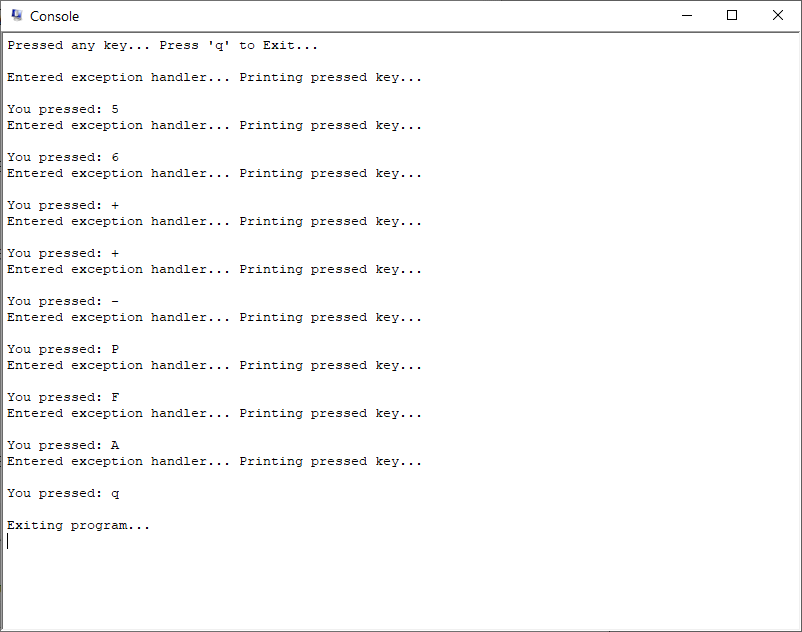 Console
Pressed any key... Press 'q' to Exit...
Entered exception handler... Printing pressed key...
You pressed: 5
Entered exception handler... Printing pressed key...
You pressed: 6
Entered exception handler... Printing pressed key...
You pressed: +
Entered exception handler... Printing pressed key...
You pressed: +
Entered exception handler... Printing pressed key...
You pressed: -
Entered exception handler... Printing pressed key...
You pressed: P
Entered exception handler... Printing pressed key...
You pressed: F
Entered exception handler... Printing pressed key...
You pressed: A
Entered exception handler... Printing pressed key...
You pressed: q
Exiting program...